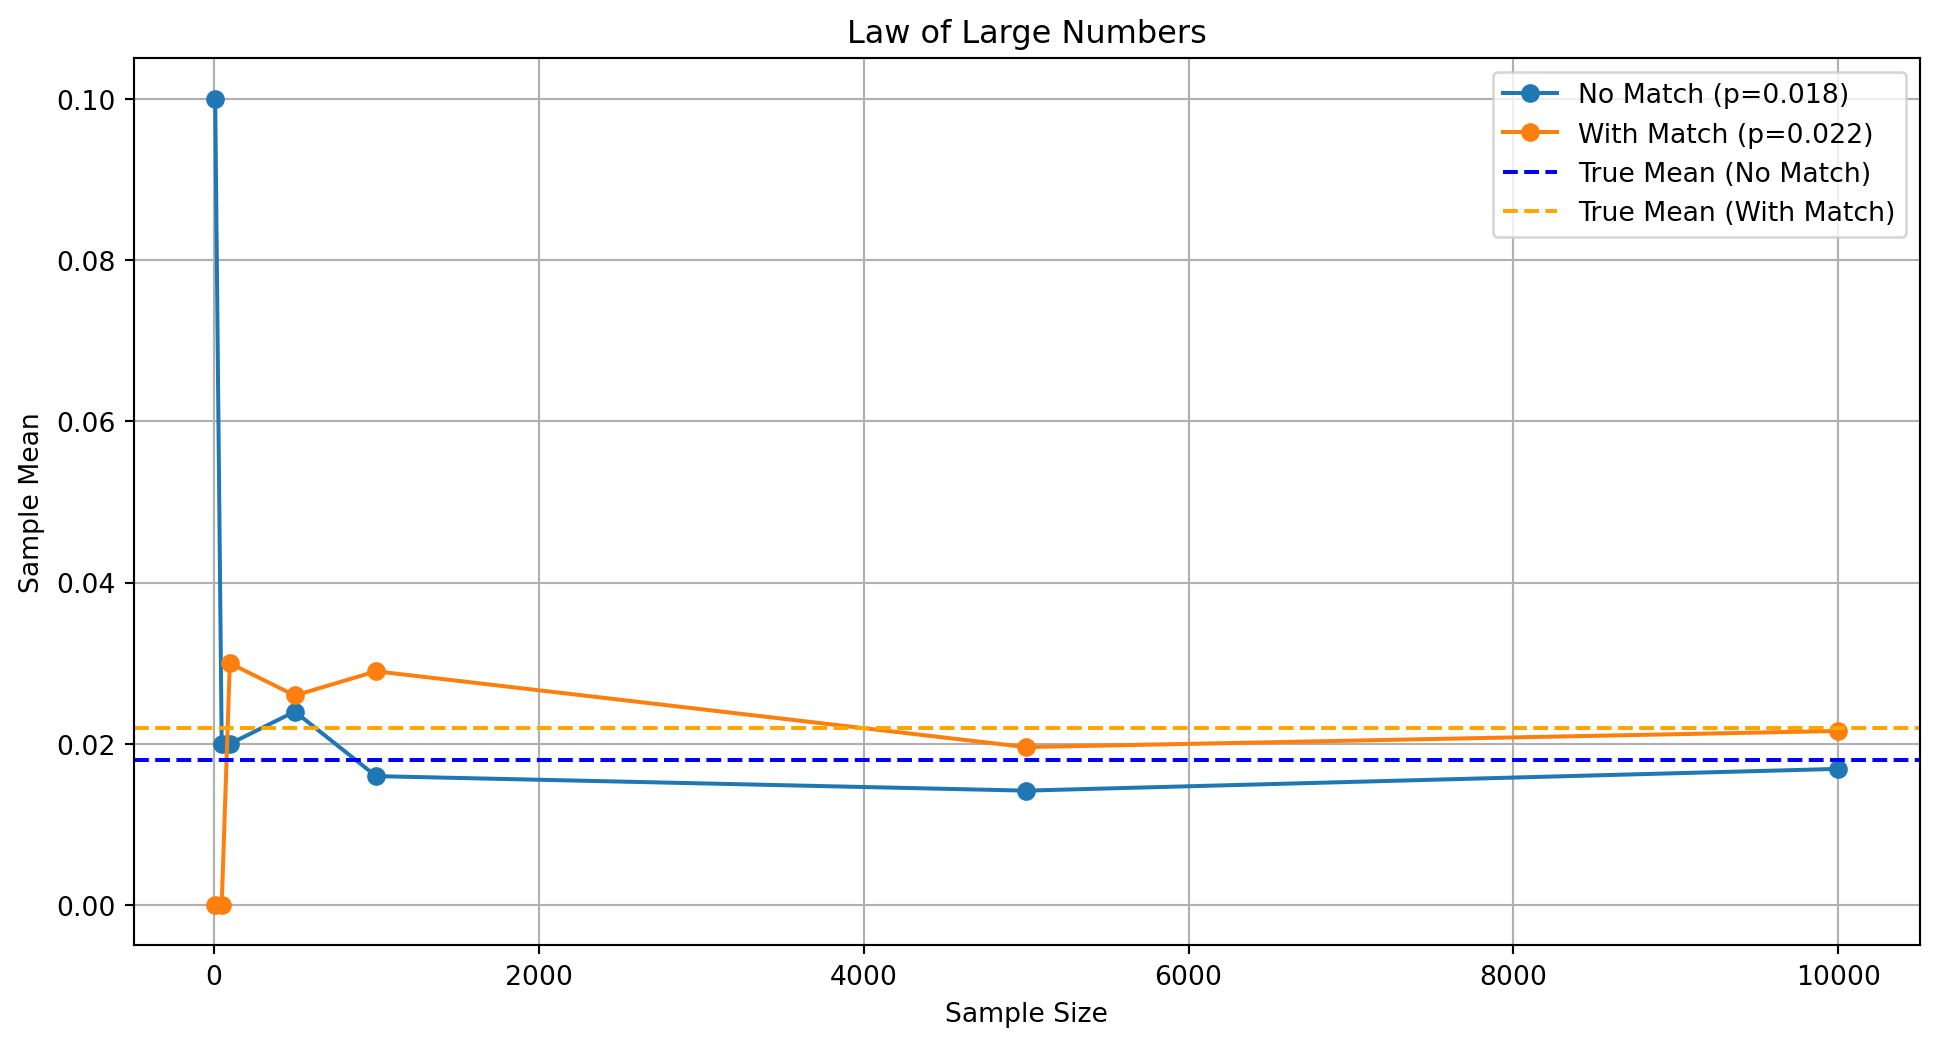 Law of Large Numbers
No Match (p=0.018)
With Match (p=0.022)
True Mean (No Match)
True Mean (With Match)
Sample Mean
0.10
0.08
0.06
0.04
0.02
0.00
0 2000 4000 6000 8000 10000
Sample Size